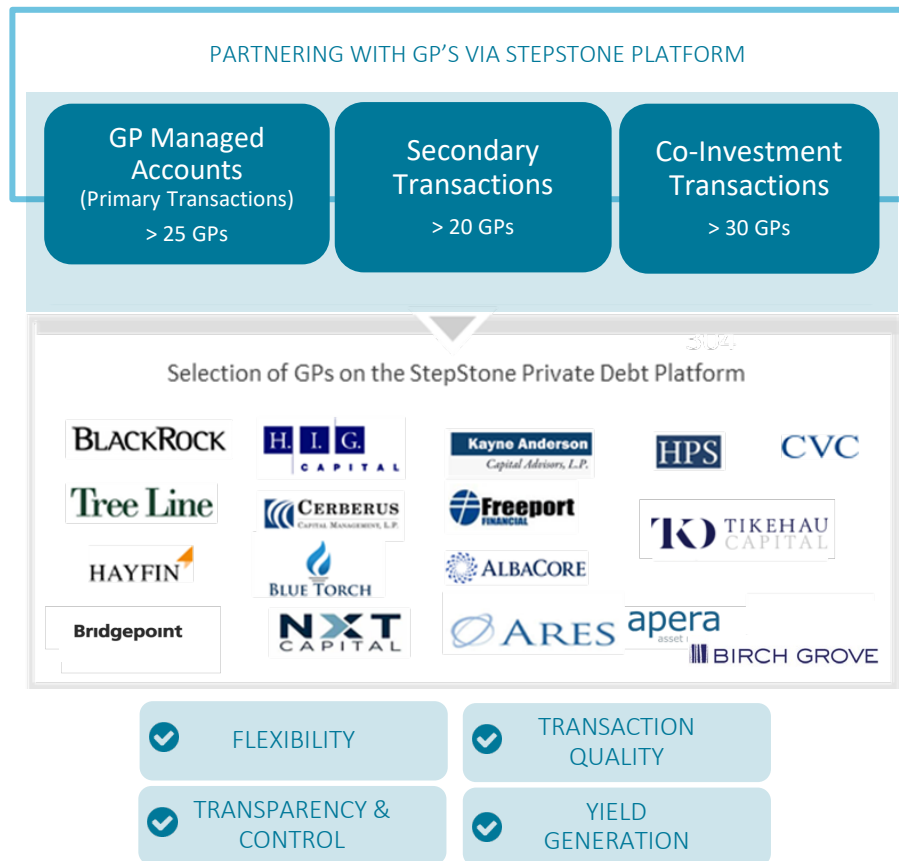 PARTNERING WITH GP'S VIA STEPSTONE PLATFORM
GP Managed
Accounts
(Primary Transactions)
> 25 GPs
Secondary
Transactions
> 20 GPs
Co-Investment
Transactions
> 30 GPs
304
Selection of GPs on the StepStone Private Debt Platform
BLACKROCK
H. I. G.
CAPITAL
Kayne Anderson
Capital Advisors, L.P.
HPS
CVC
Tree Line
CERBERUS
CAPITAL MANAGEMENT, L.P.
Freeport
FINANCIAL
TIKEHAU
CAPITAL
HAYFIN
BLUE TORCH
ALBACORE
Bridgepoint
NXT
CAPITAL
ARES
apera
asset
BIRCH GROVE
FLEXIBILITY
TRANSACTION
QUALITY
TRANSPARENCY &
CONTROL
YIELD
GENERATION